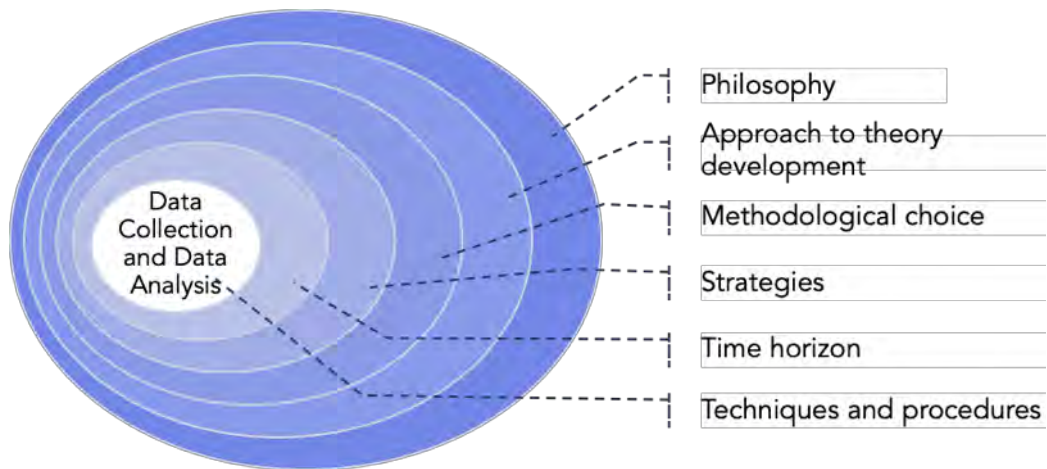 Data
Collection
and Data
Analysis
Philosophy
Approach to theory
development
Methodological choice
Strategies
Time horizon
Techniques and procedures